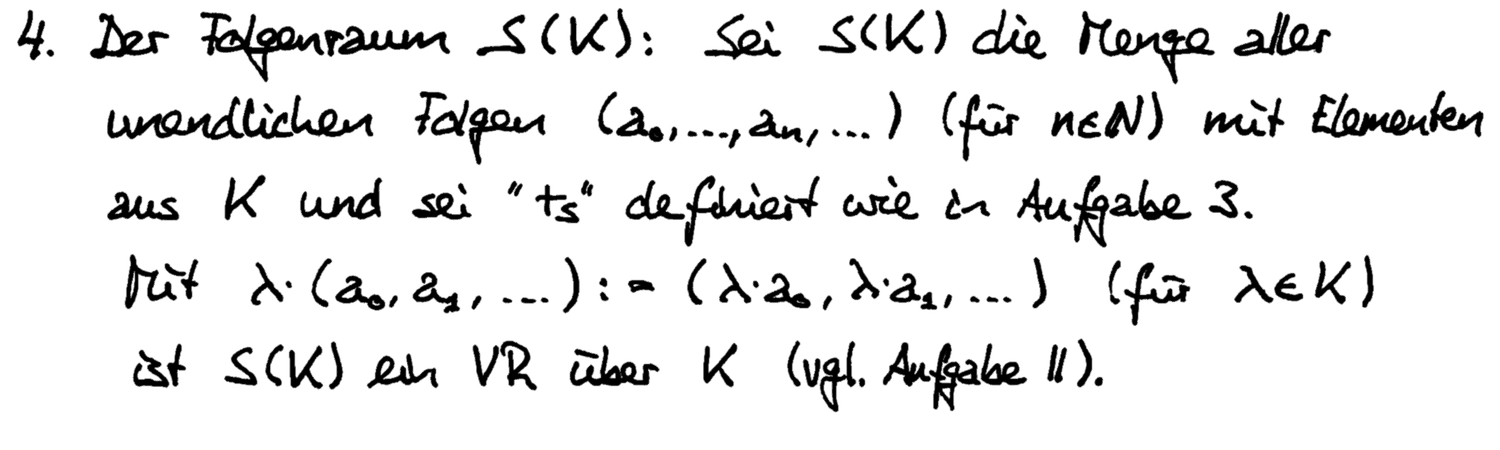 4. Der Folgenraum S(K): Sei S(K) die Menge aller
unendlichen Folgen (a₀,...,aₙ,...) (für n∈ℕ) mit Elementen
aus K und sei "+ₛ" definiert wie in Aufgabe 3.
Mit λ·(a₀, a₁, ...) := (λ·a₀, λ·a₁, ...) (für λ∈K)
ist S(K) ein VR über K (vgl. Aufgabe 11).